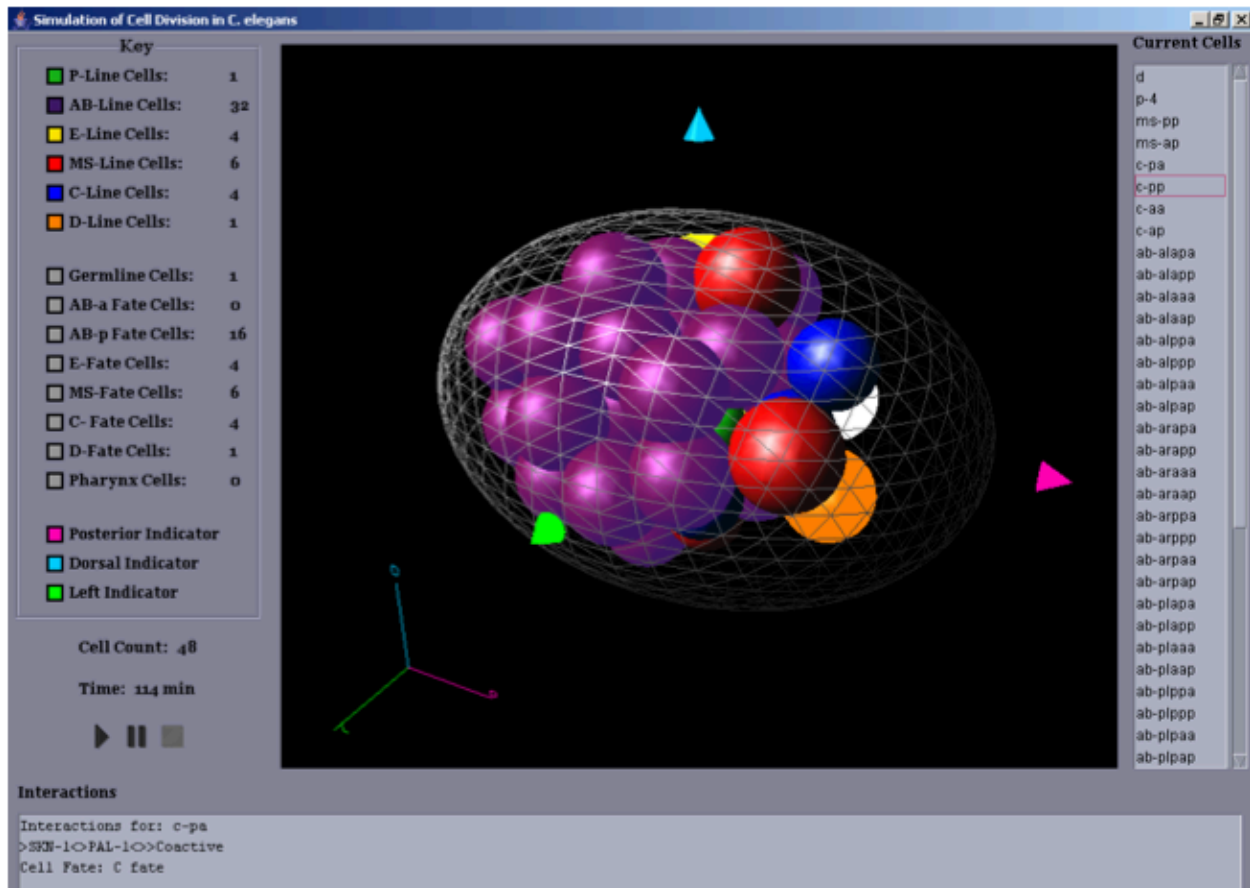 Simulation of Cell Division in C. elegans
Key
P-Line Cells: 1
AB-Line Cells: 32
E-Line Cells: 4
MS-Line Cells: 6
C-Line Cells: 4
D-Line Cells: 1
Germline Cells: 1
AB-a Fate Cells: 0
AB-p Fate Cells: 16
E-Fate Cells: 4
MS-Fate Cells: 6
C- Fate Cells: 4
D-Fate Cells: 1
Pharynx Cells: 0
Posterior Indicator
Dorsal Indicator
Left Indicator
Cell Count: 48
Time: 114 min
Current Cells
d
p-4
ms-pp
ms-ap
c-pa
c-pp
c-aa
c-ap
ab-alapa
ab-alapp
ab-alaaa
ab-alaap
ab-alppa
ab-alppp
ab-alpaa
ab-alpap
ab-arapa
ab-arapp
ab-araaa
ab-araap
ab-arppa
ab-arppp
ab-arpaa
ab-arpap
ab-plapa
ab-plapp
ab-plaaa
ab-plaap
ab-plppa
ab-plppp
ab-plpaa
ab-plpap
Interactions
Interactions for: c-pa
>SKN-1<>PAL-1<>>Coactive
Cell Fate: C fate